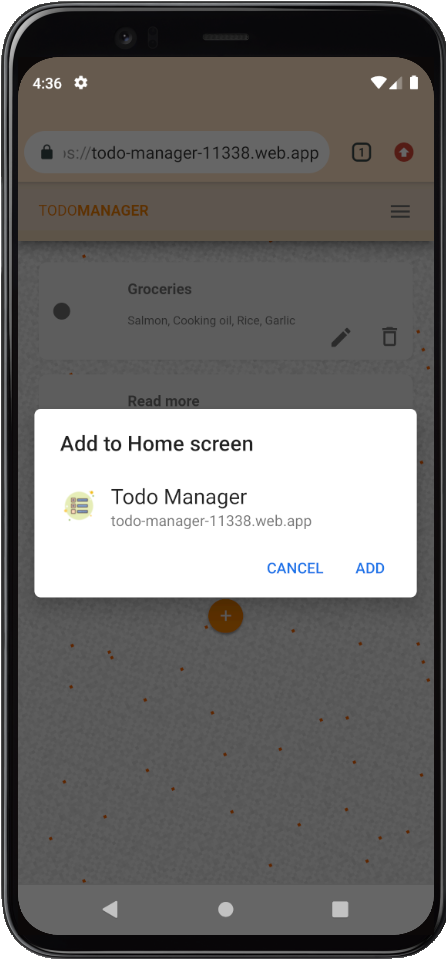 4:36
os://todo-manager-11338.web.app
1
TODOMANAGER
Groceries
Salmon, Cooking oil, Rice, Garlic
Read more
Add to Home screen
Todo Manager
todo-manager-11338.web.app
CANCEL ADD
+